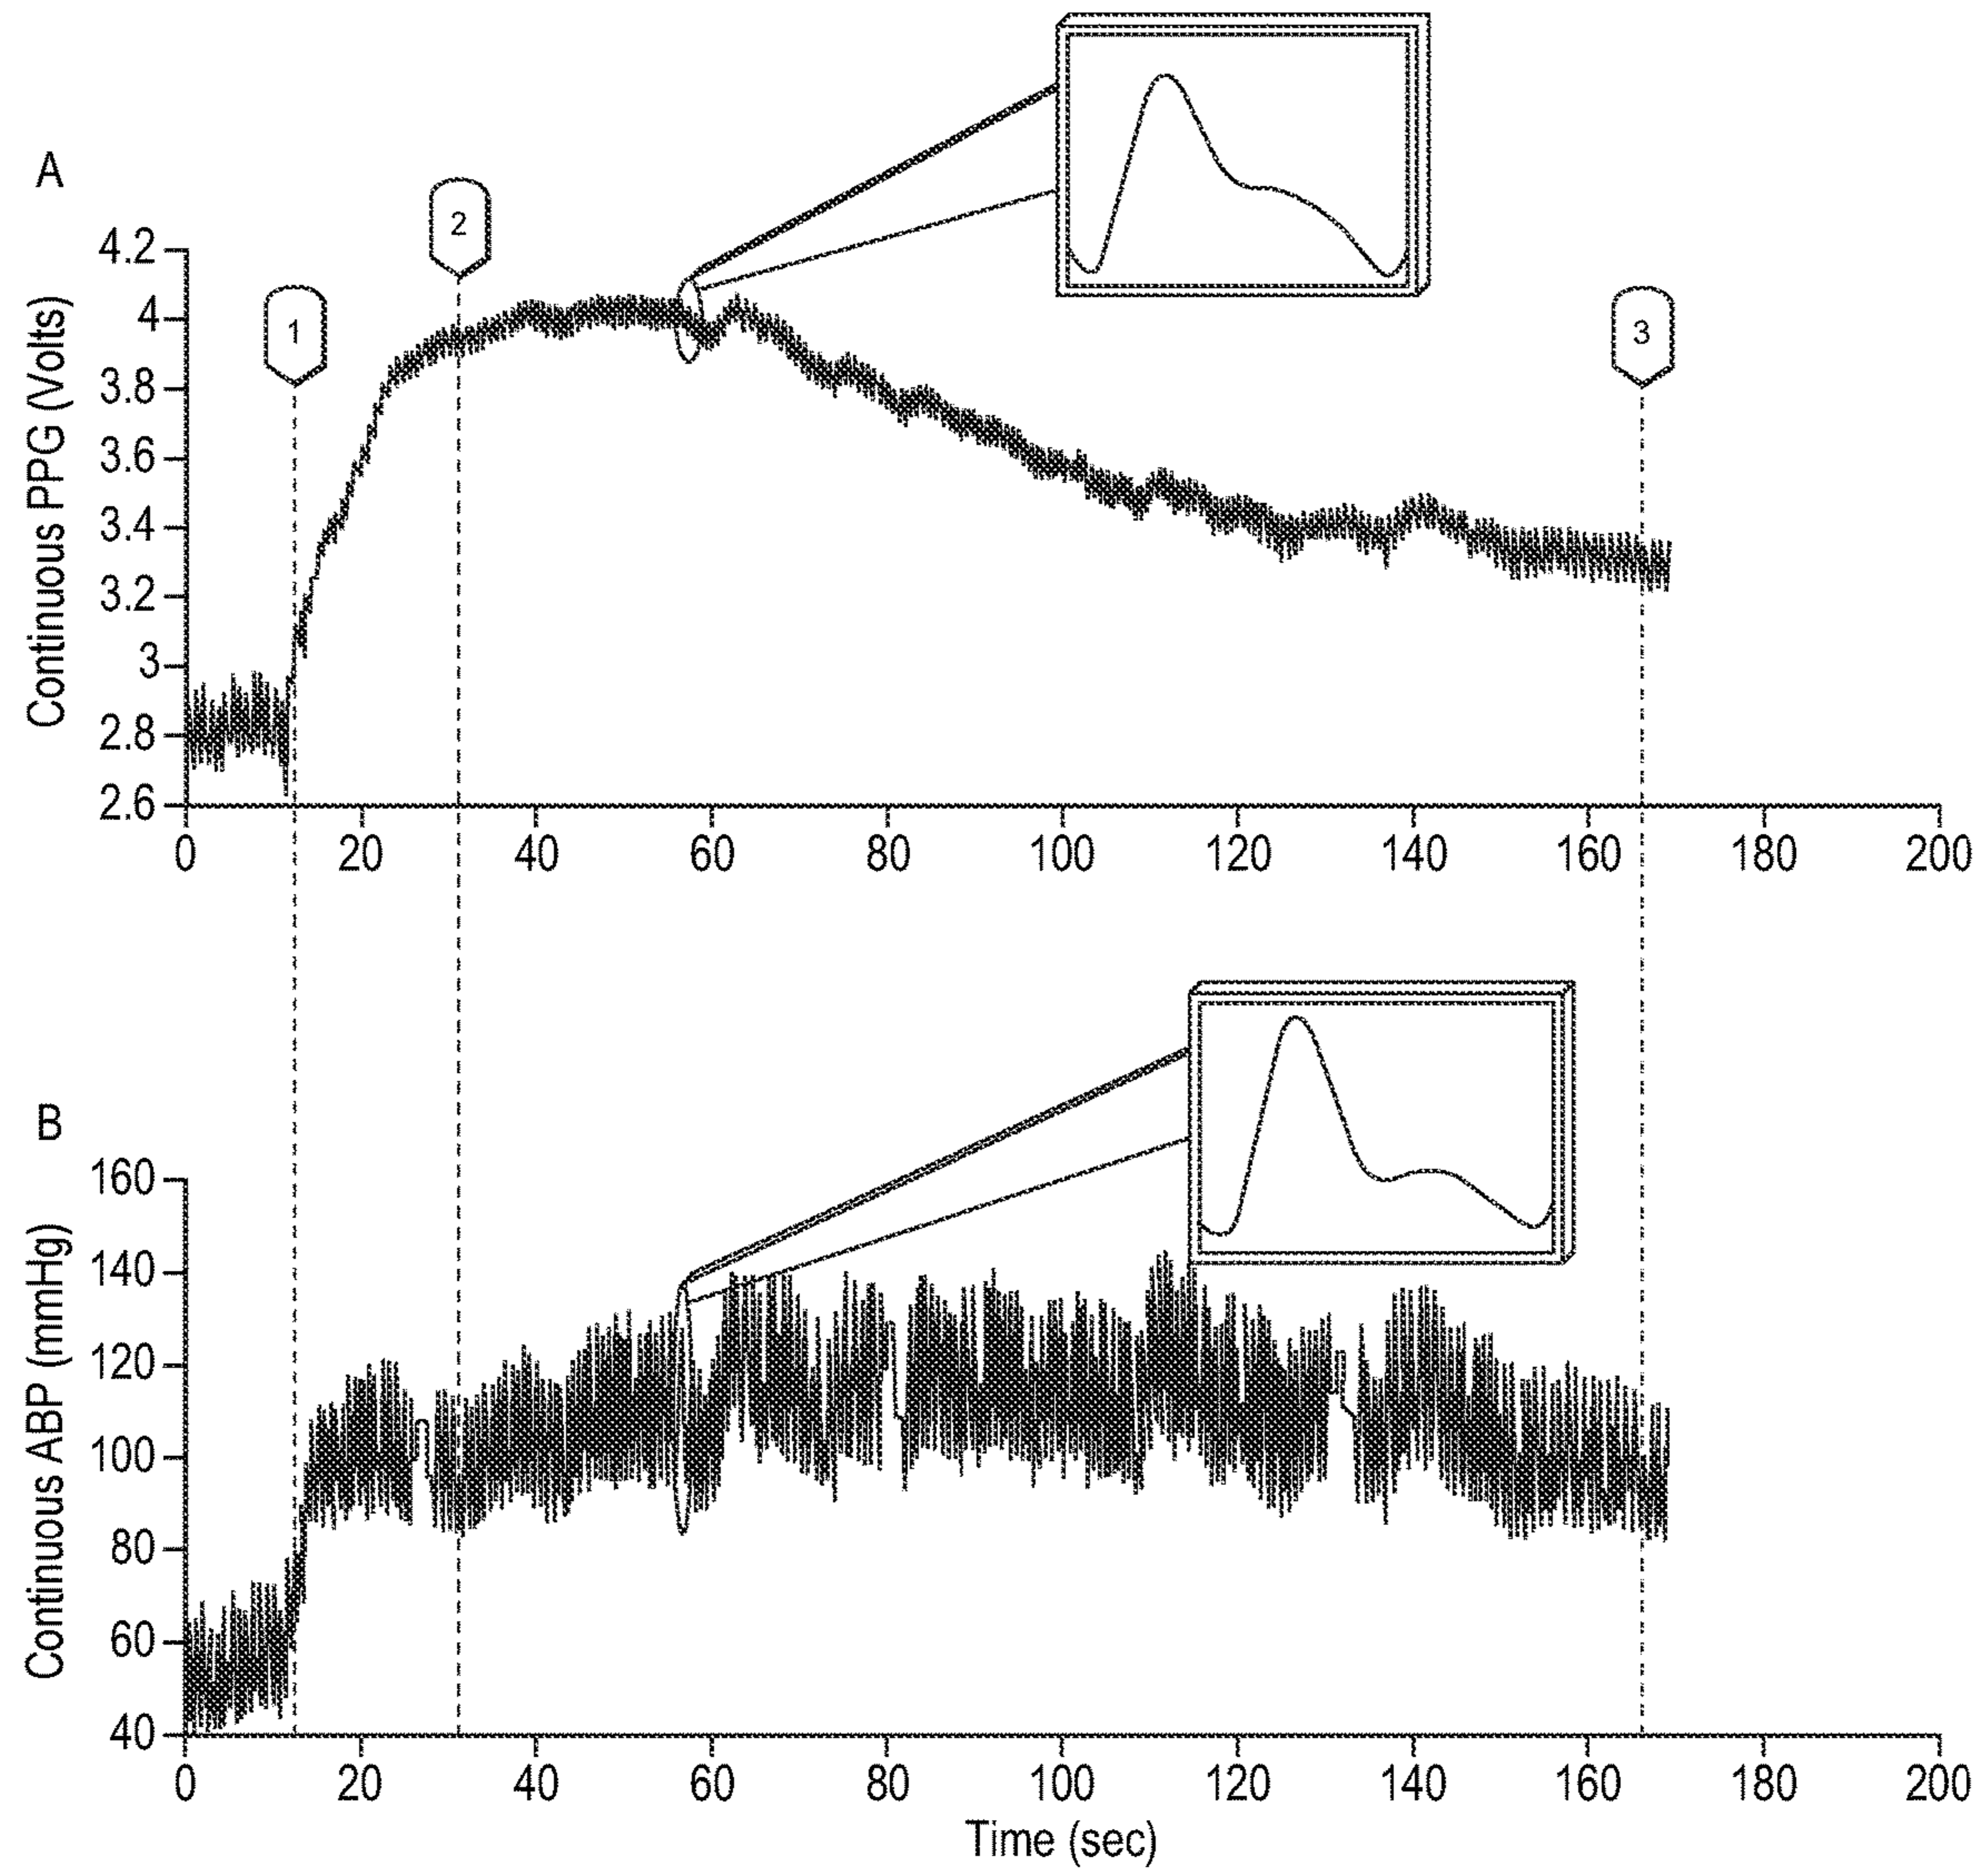 A
Continuous PPG (Volts)
4.2
4
3.8
3.6
3.4
3.2
3
2.8
2.6
1
2
3
0 20 40 60 80 100 120 140 160 180 200
B
Continuous ABP (mmHg)
160
140
120
100
80
60
40
0 20 40 60 80 100 120 140 160 180 200
Time (sec)